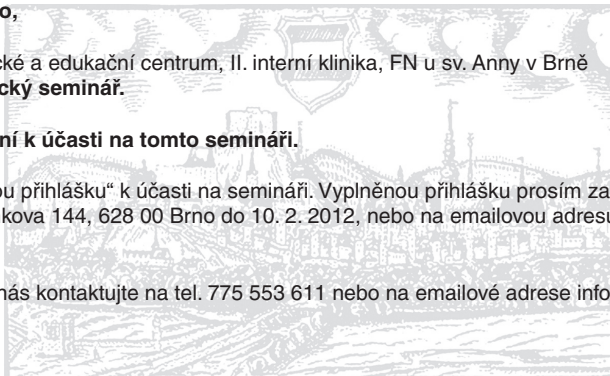 o,
cké a edukační centrum, II. interní klinika, FN u sv. Anny v Brně
cký seminář.
ní k účasti na tomto semináři.
ou přihlášku“ k účasti na semináři. Vyplněnou přihlášku prosím za
kova 144, 628 00 Brno do 10. 2. 2012, nebo na emailovou adresu
nás kontaktujte na tel. 775 553 611 nebo na emailové adrese info